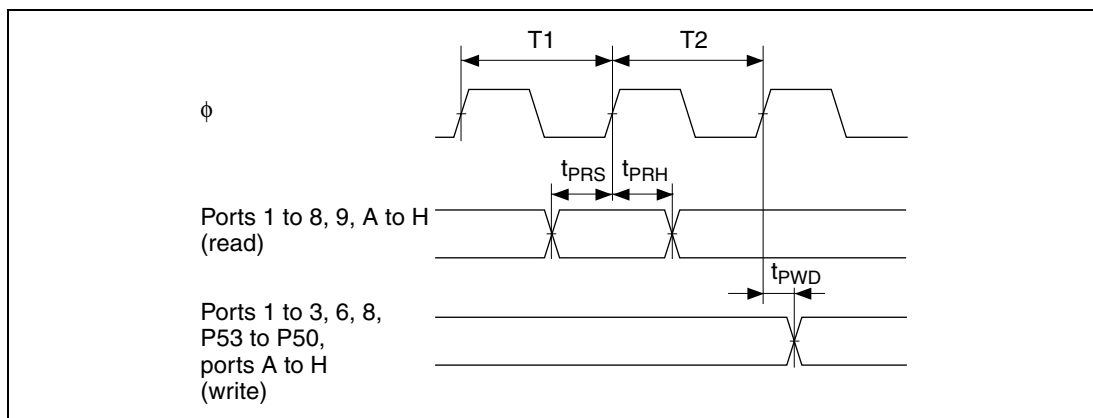 T1 T2
ϕ
tPRS tPRH
Ports 1 to 8, 9, A to H
(read)
tPWD
Ports 1 to 3, 6, 8,
P53 to P50,
ports A to H
(write)